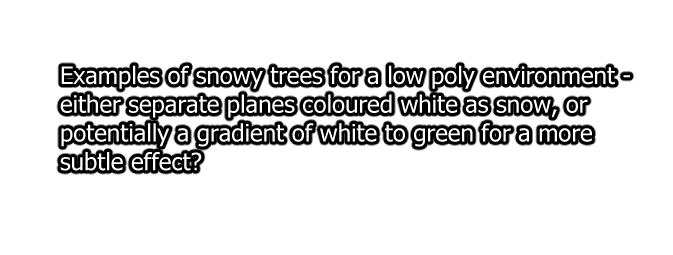 Examples of snowy trees for a low poly environment -
either separate planes coloured white as snow, or
potentially a gradient of white to green for a more
subtle effect?